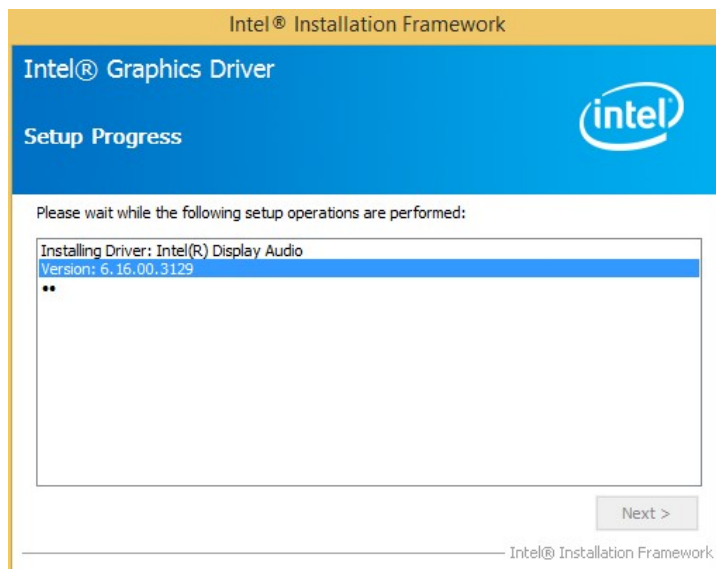 Intel® Installation Framework
Intel® Graphics Driver
intel
Setup Progress
Please wait while the following setup operations are performed:
Installing Driver: Intel(R) Display Audio
Version: 6.16.00.3129
••
Next >
Intel® Installation Framework